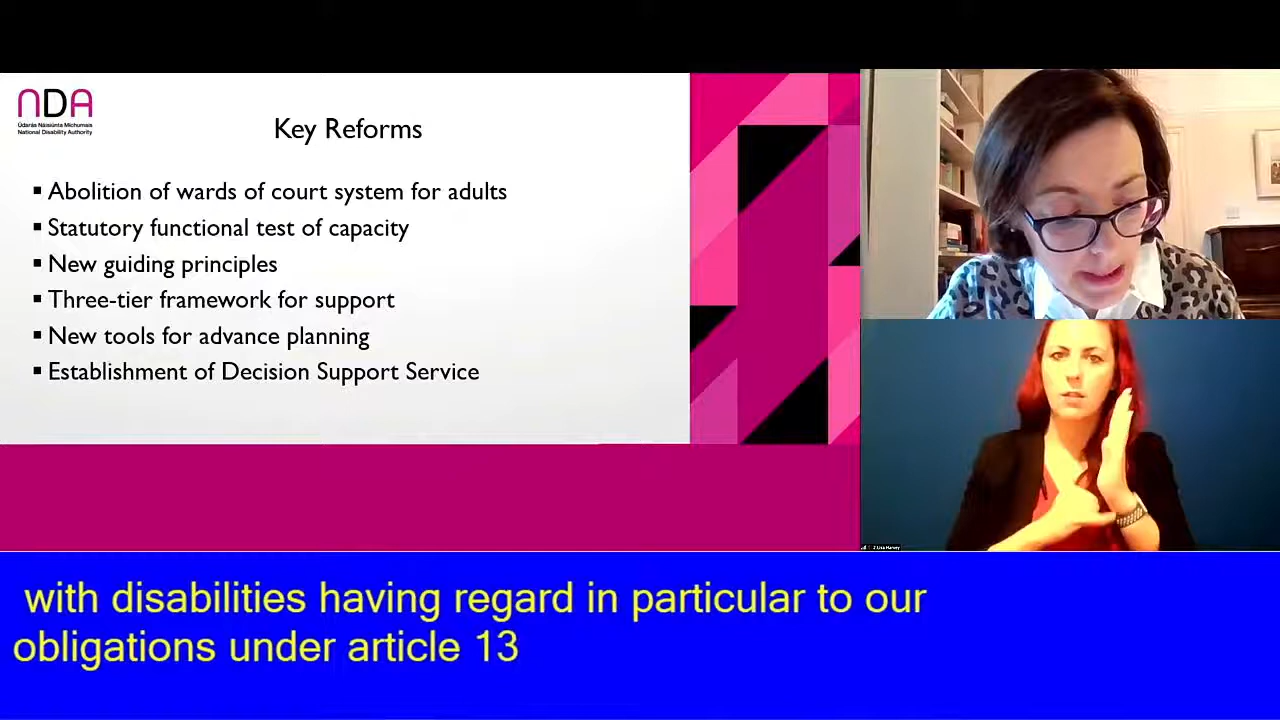 NDA
Údarás Náisiúnta Míchumais
National Disability Authority
Key Reforms
▪ Abolition of wards of court system for adults
▪ Statutory functional test of capacity
▪ New guiding principles
▪ Three-tier framework for support
▪ New tools for advance planning
▪ Establishment of Decision Support Service
Z Lisa Harvey
with disabilities having regard in particular to our
obligations under article 13